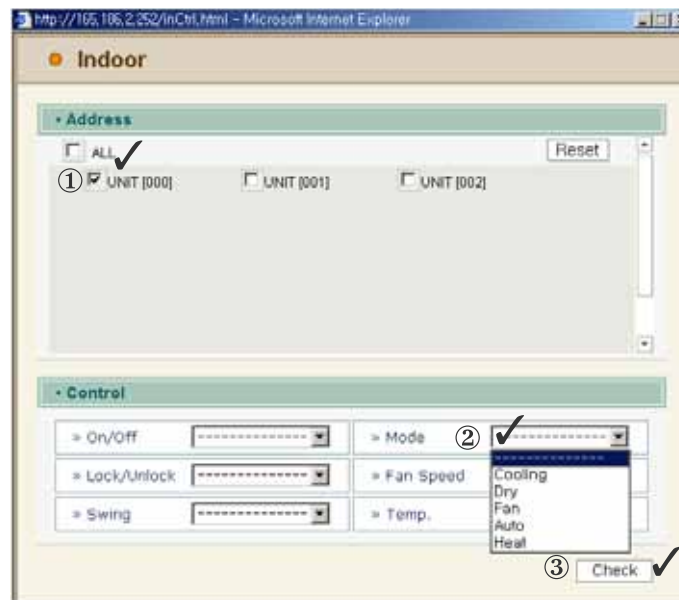 http://165,186,2,252/inCtrl.html - Microsoft Internet Explorer
Indoor
• Address
ALL
Reset
① UNIT [000] UNIT [001] UNIT [002]
• Control
» On/Off -------------- » Mode ② --------------
--------------
» Lock/Unlock -------------- » Fan Speed Cooling
Dry
Fan
» Swing -------------- » Temp. Auto
Heat
③ Check